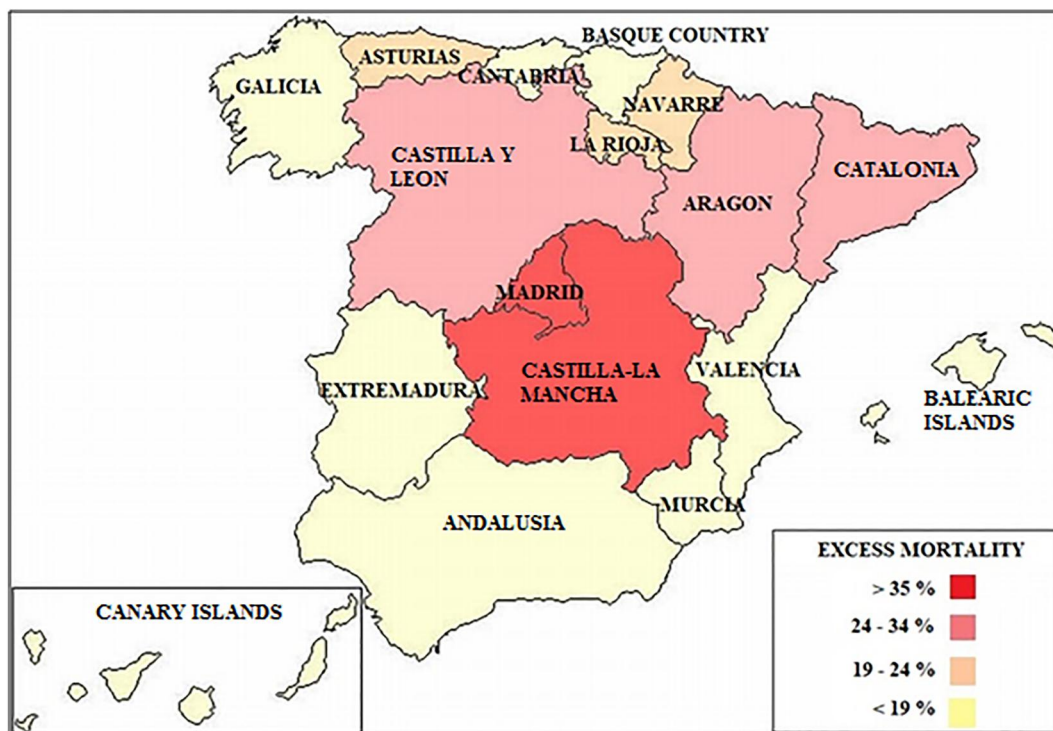 BASQUE COUNTRY
ASTURIAS
CANTABRIA
GALICIA
NAVARRE
LA RIOJA
CASTILLA Y
LEON
CATALONIA
ARAGON
MADRID
CASTILLA-LA
MANCHA
VALENCIA
EXTREMADURA
BALEARIC
ISLANDS
MURCIA
ANDALUSIA
EXCESS MORTALITY
> 35 %
24 - 34 %
19 - 24 %
< 19 %
CANARY ISLANDS